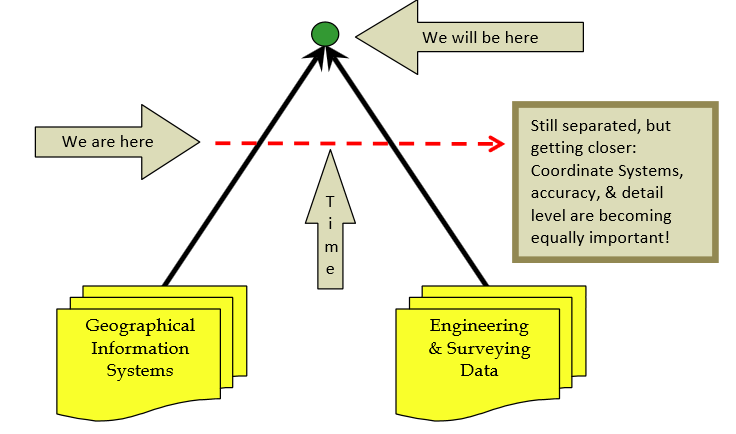 We will be here
We are here
Still separated, but
getting closer:
Coordinate Systems,
accuracy, & detail
level are becoming
equally important!
T
i
m
e
Geographical
Information
Systems
Engineering
& Surveying
Data